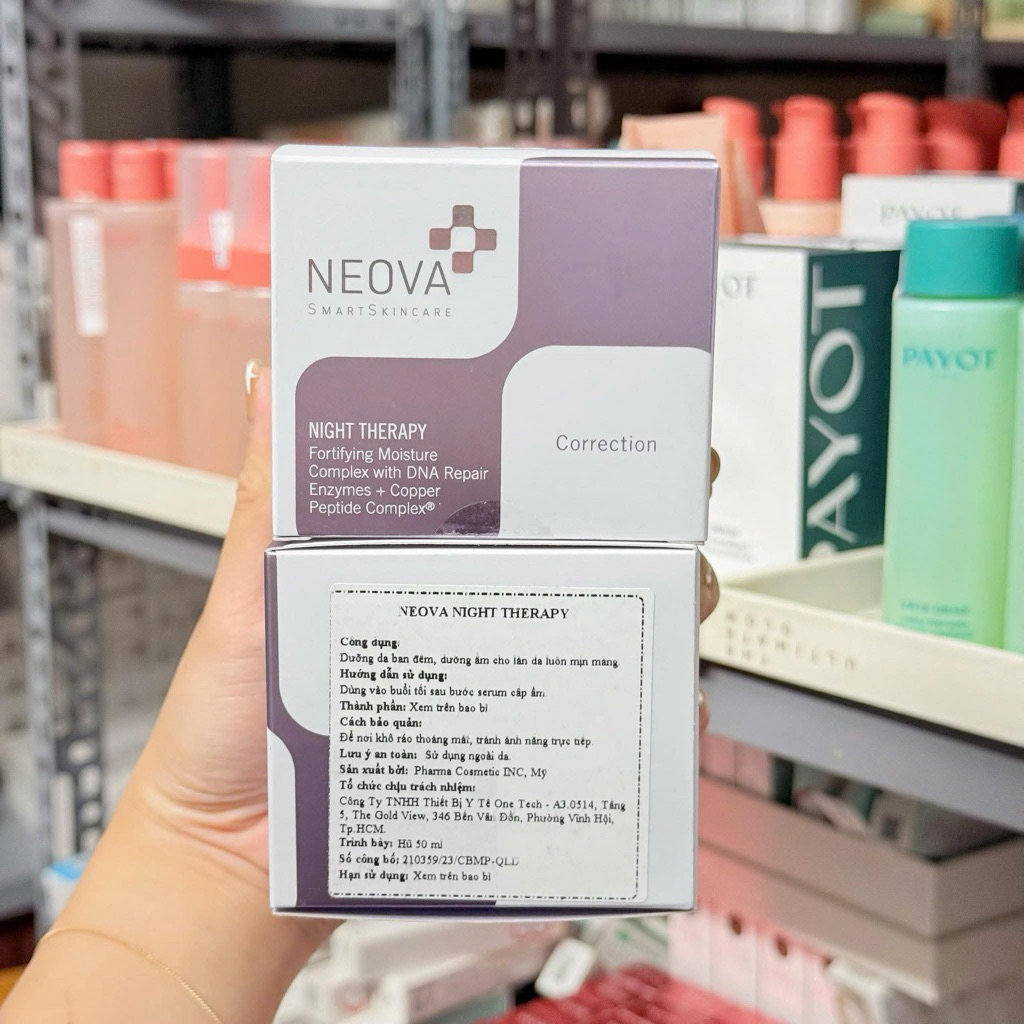 NEOVA
SMARTSKINCARE
NIGHT THERAPY
Fortifying Moisture
Complex with DNA Repair
Enzymes + Copper
Peptide Complex®
Correction
NEOVA NIGHT THERAPY
Công dụng:
Dưỡng da ban đêm, dưỡng ẩm cho làn da luôn mịn màng.
Hướng dẫn sử dụng:
Dùng vào buổi tối sau bước serum cấp ẩm.
Thành phần: Xem trên bao bì
Cách bảo quản:
Để nơi khô ráo thoáng mát, tránh ánh nắng trực tiếp.
Lưu ý an toàn: Sử dụng ngoài da.
Sản xuất bởi: Pharma Cosmetic INC, Mỹ
Tổ chức chịu trách nhiệm:
Công Ty TNHH Thiết Bị Y Tế One Tech - A3.0514, Tầng
5, The Gold View, 346 Bến Vân Đồn, Phường Vĩnh Hội,
Tp.HCM.
Trình bày: Hũ 50 ml
Số công bố: 210359/23/CBMP-QLD
Hạn sử dụng: Xem trên bao bì
PAYOT
PAYOT
PAYOT
OT